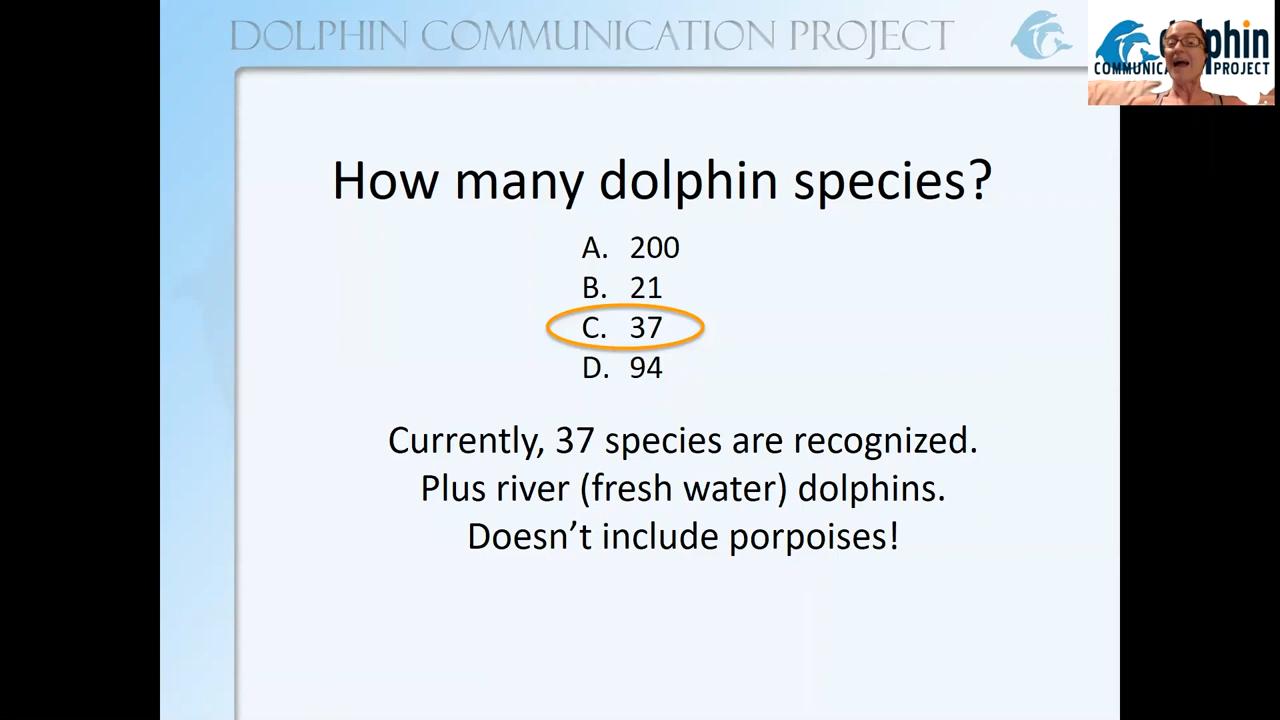 DOLPHIN COMMUNICATION PROJECT
How many dolphin species?
A. 200
B. 21
C. 37
D. 94
Currently, 37 species are recognized.
Plus river (fresh water) dolphins.
Doesn’t include porpoises!
PROJECT